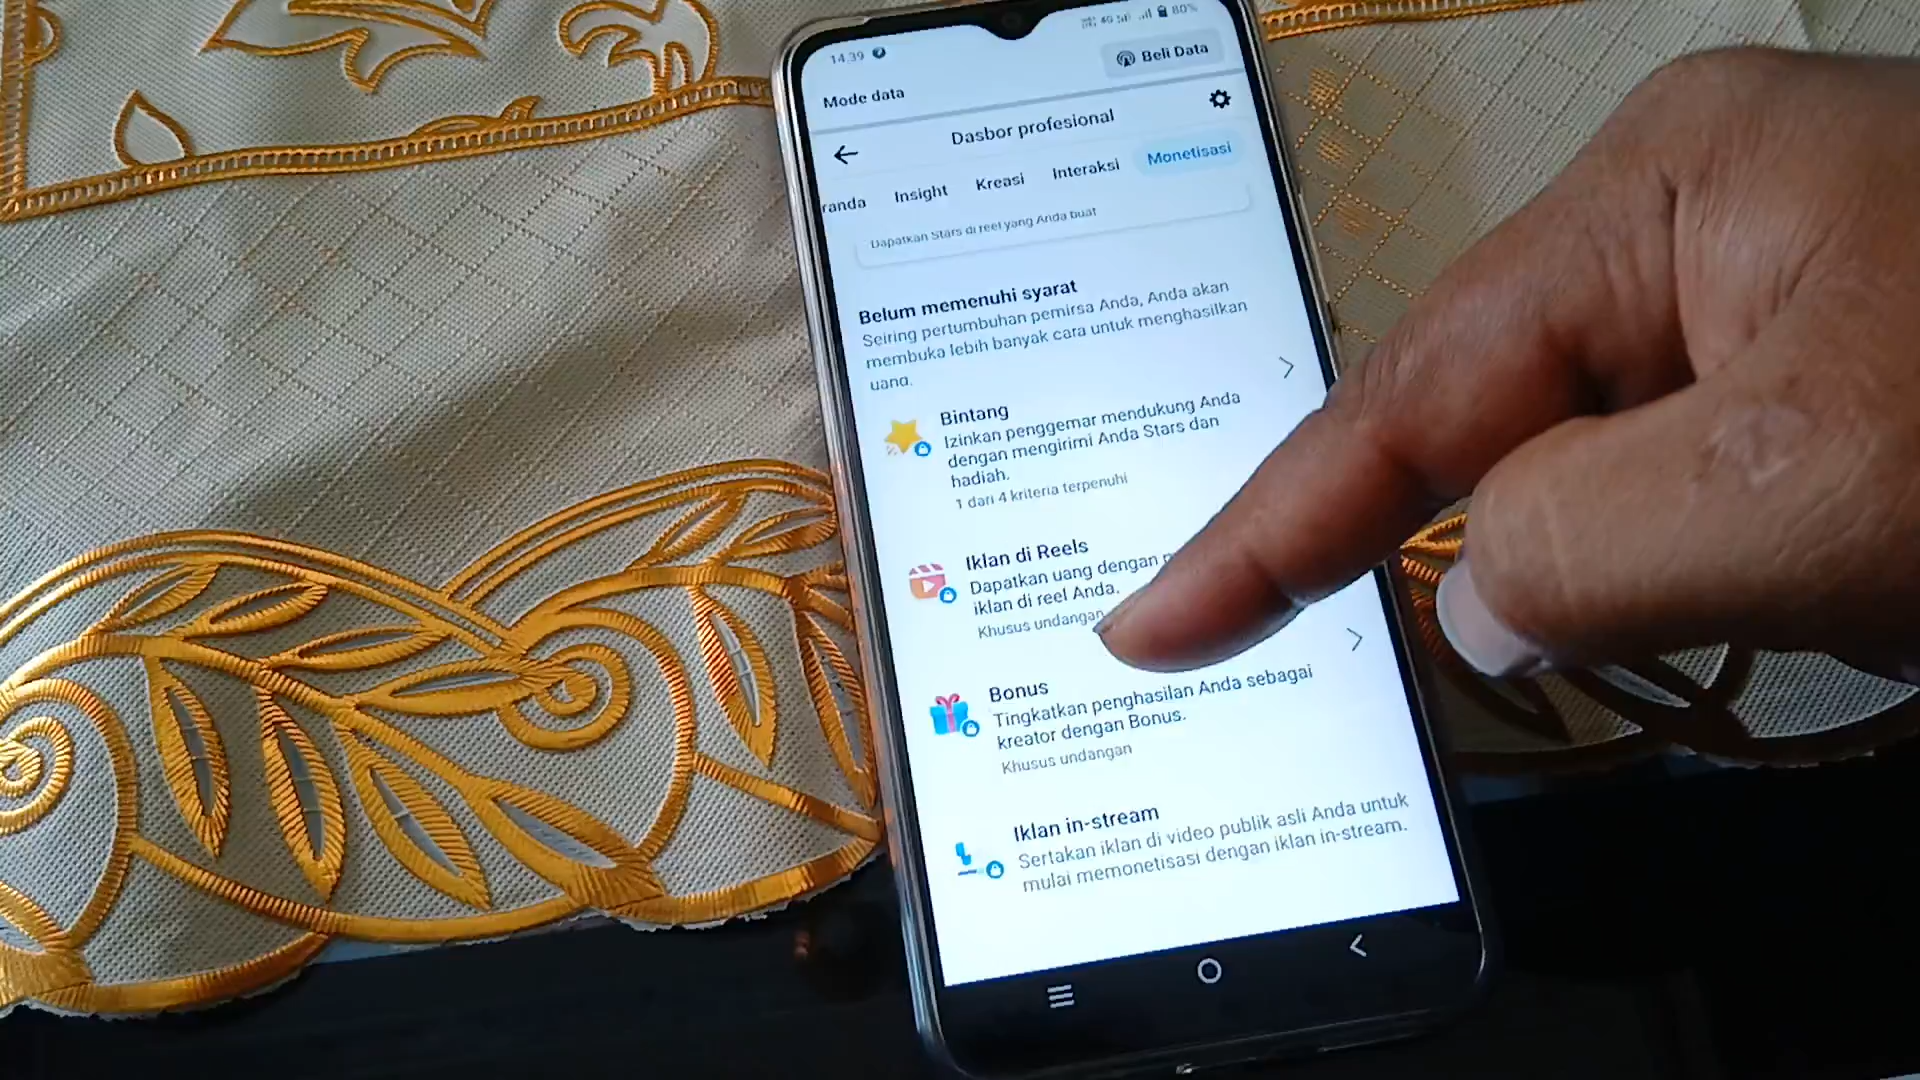 14.39
4G
80%
Beli Data
Mode data
Dasbor profesional
randa
Insight
Kreasi
Interaksi
Monetisasi
Dapatkan Stars di reel yang Anda buat
Belum memenuhi syarat
Seiring pertumbuhan pemirsa Anda, Anda akan
membuka lebih banyak cara untuk menghasilkan
uang.
Bintang
Izinkan penggemar mendukung Anda
dengan mengirimi Anda Stars dan
hadiah.
1 dari 4 kriteria terpenuhi
Iklan di Reels
Dapatkan uang dengan
iklan di reel Anda.
Khusus undangan
Bonus
Tingkatkan penghasilan Anda sebagai
kreator dengan Bonus.
Khusus undangan
Iklan in-stream
Sertakan iklan di video publik asli Anda untuk
mulai memonetisasi dengan iklan in-stream.